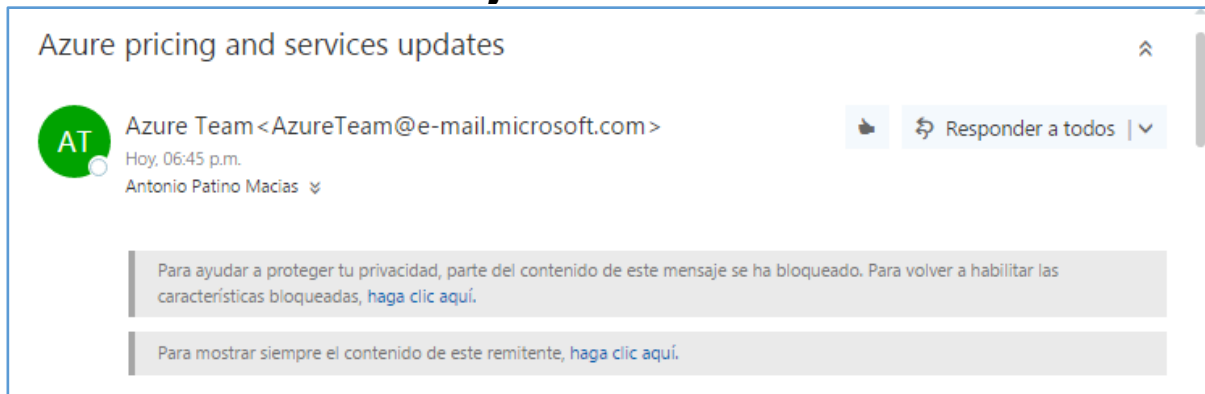 Azure pricing and services updates
AT
Azure Team<AzureTeam@e-mail.microsoft.com>
Responder a todos
Hoy, 06:45 p.m.
Antonio Patino Macias
Para ayudar a proteger tu privacidad, parte del contenido de este mensaje se ha bloqueado. Para volver a habilitar las
características bloqueadas, haga clic aquí.
Para mostrar siempre el contenido de este remitente, haga clic aquí.